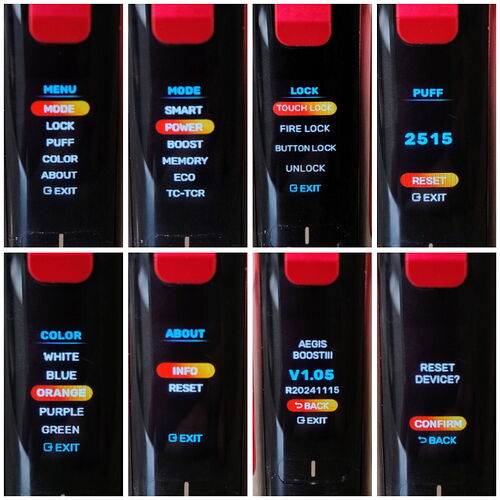 MENU
MODE
LOCK
PUFF
COLOR
ABOUT
EXIT
MODE
SMART
POWER
BOOST
MEMORY
ECO
TC-TCR
LOCK
TOUCH LOCK
FIRE LOCK
BUTTON LOCK
UNLOCK
EXIT
PUFF
2515
RESET
EXIT
COLOR
WHITE
BLUE
ORANGE
PURPLE
GREEN
EXIT
ABOUT
INFO
RESET
EXIT
AEGIS
BOOSTIII
V1.05
R20241115
BACK
EXIT
RESET
DEVICE?
CONFIRM
BACK